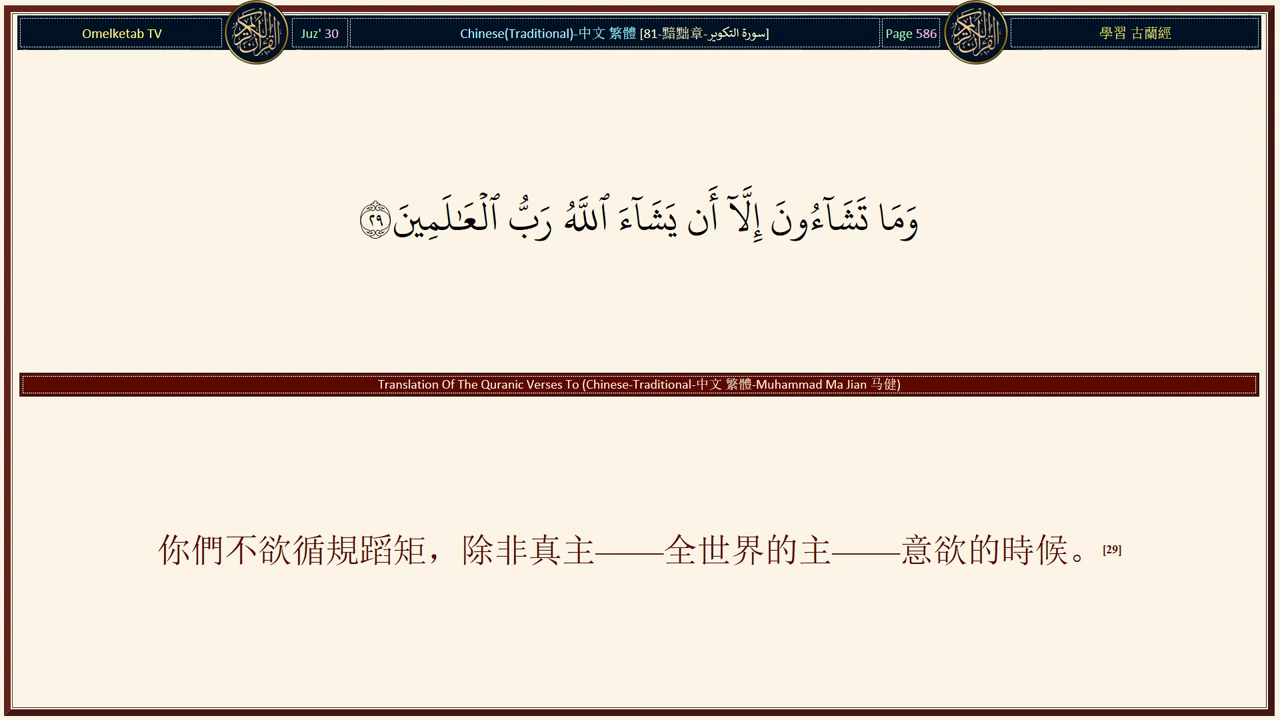 Omelketab TV
Juz' 30
Chinese(Traditional)-中文 繁體 [81-黯黜章-سورة التكوير]
Page 586
學習 古蘭經
وَمَا تَشَآءُونَ إِلَّآ أَن يَشَآءَ ٱللَّهُ رَبُّ ٱلْعَـٰلَمِينَ ٢٩
Translation Of The Quranic Verses To (Chinese-Traditional-中文 繁體-Muhammad Ma Jian 马健)
你們不欲循規蹈矩，除非真主——全世界的主——意欲的時候。[29]